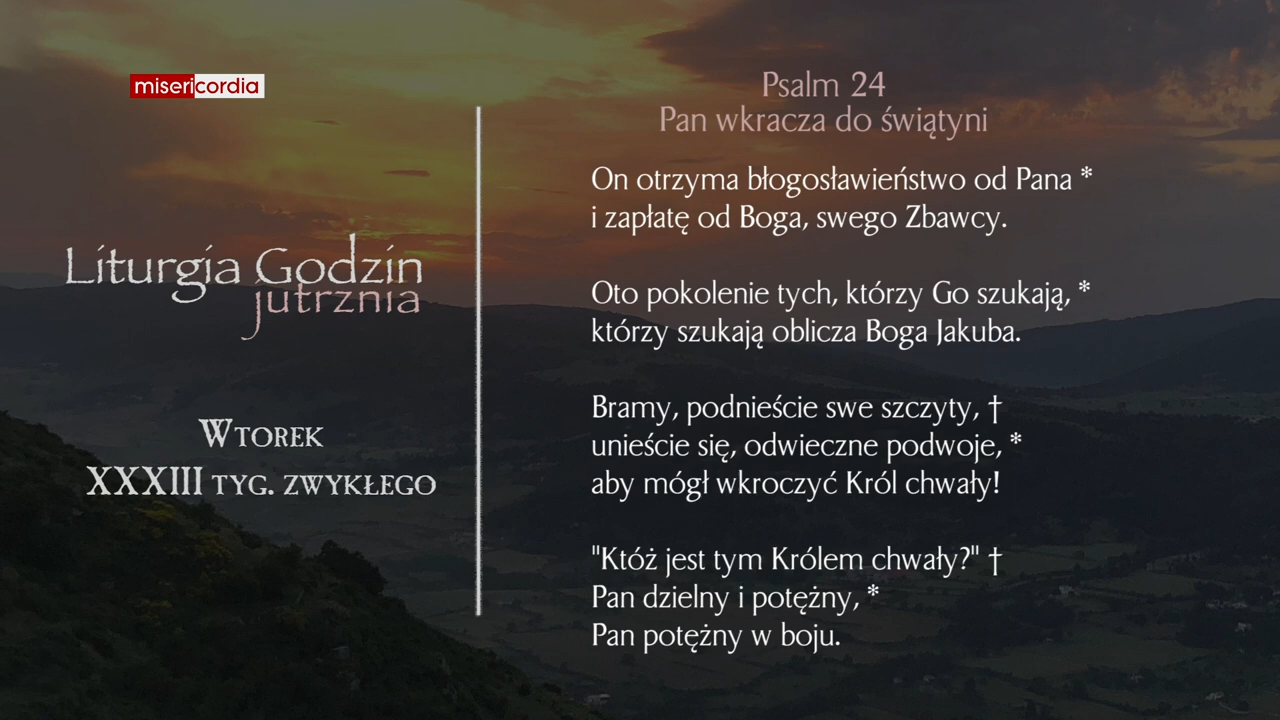 misericordia
Liturgia Godzin
jutrznia
Wtorek
XXXIII tyg. zwykłego
Psalm 24
Pan wkracza do świątyni
On otrzyma błogosławieństwo od Pana *
i zapłatę od Boga, swego Zbawcy.
Oto pokolenie tych, którzy Go szukają, *
którzy szukają oblicza Boga Jakuba.
Bramy, podnieście swe szczyty, †
unieście się, odwieczne podwoje, *
aby mógł wkroczyć Król chwały!
"Któż jest tym Królem chwały?" †
Pan dzielny i potężny, *
Pan potężny w boju.